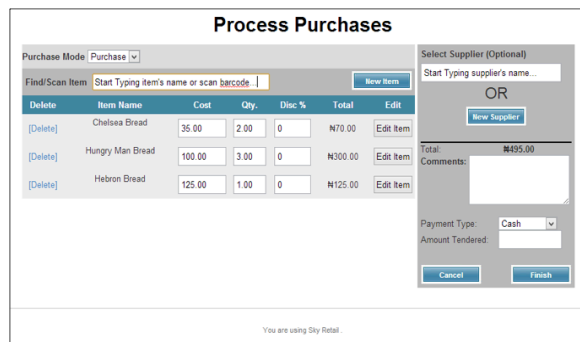 Process Purchases
Purchase Mode Purchase
Find/Scan Item Start Typing item's name or scan barcode... New Item
Delete Item Name Cost Qty. Disc % Total Edit
[Delete] Chelsea Bread 35.00 2.00 0 ₦70.00 Edit Item
[Delete] Hungry Man Bread 100.00 3.00 0 ₦300.00 Edit Item
[Delete] Hebron Bread 125.00 1.00 0 ₦125.00 Edit Item
Select Supplier (Optional)
Start Typing supplier's name...
OR
New Supplier
Total: ₦495.00
Comments:
Payment Type: Cash
Amount Tendered:
Cancel Finish
You are using Sky Retail .